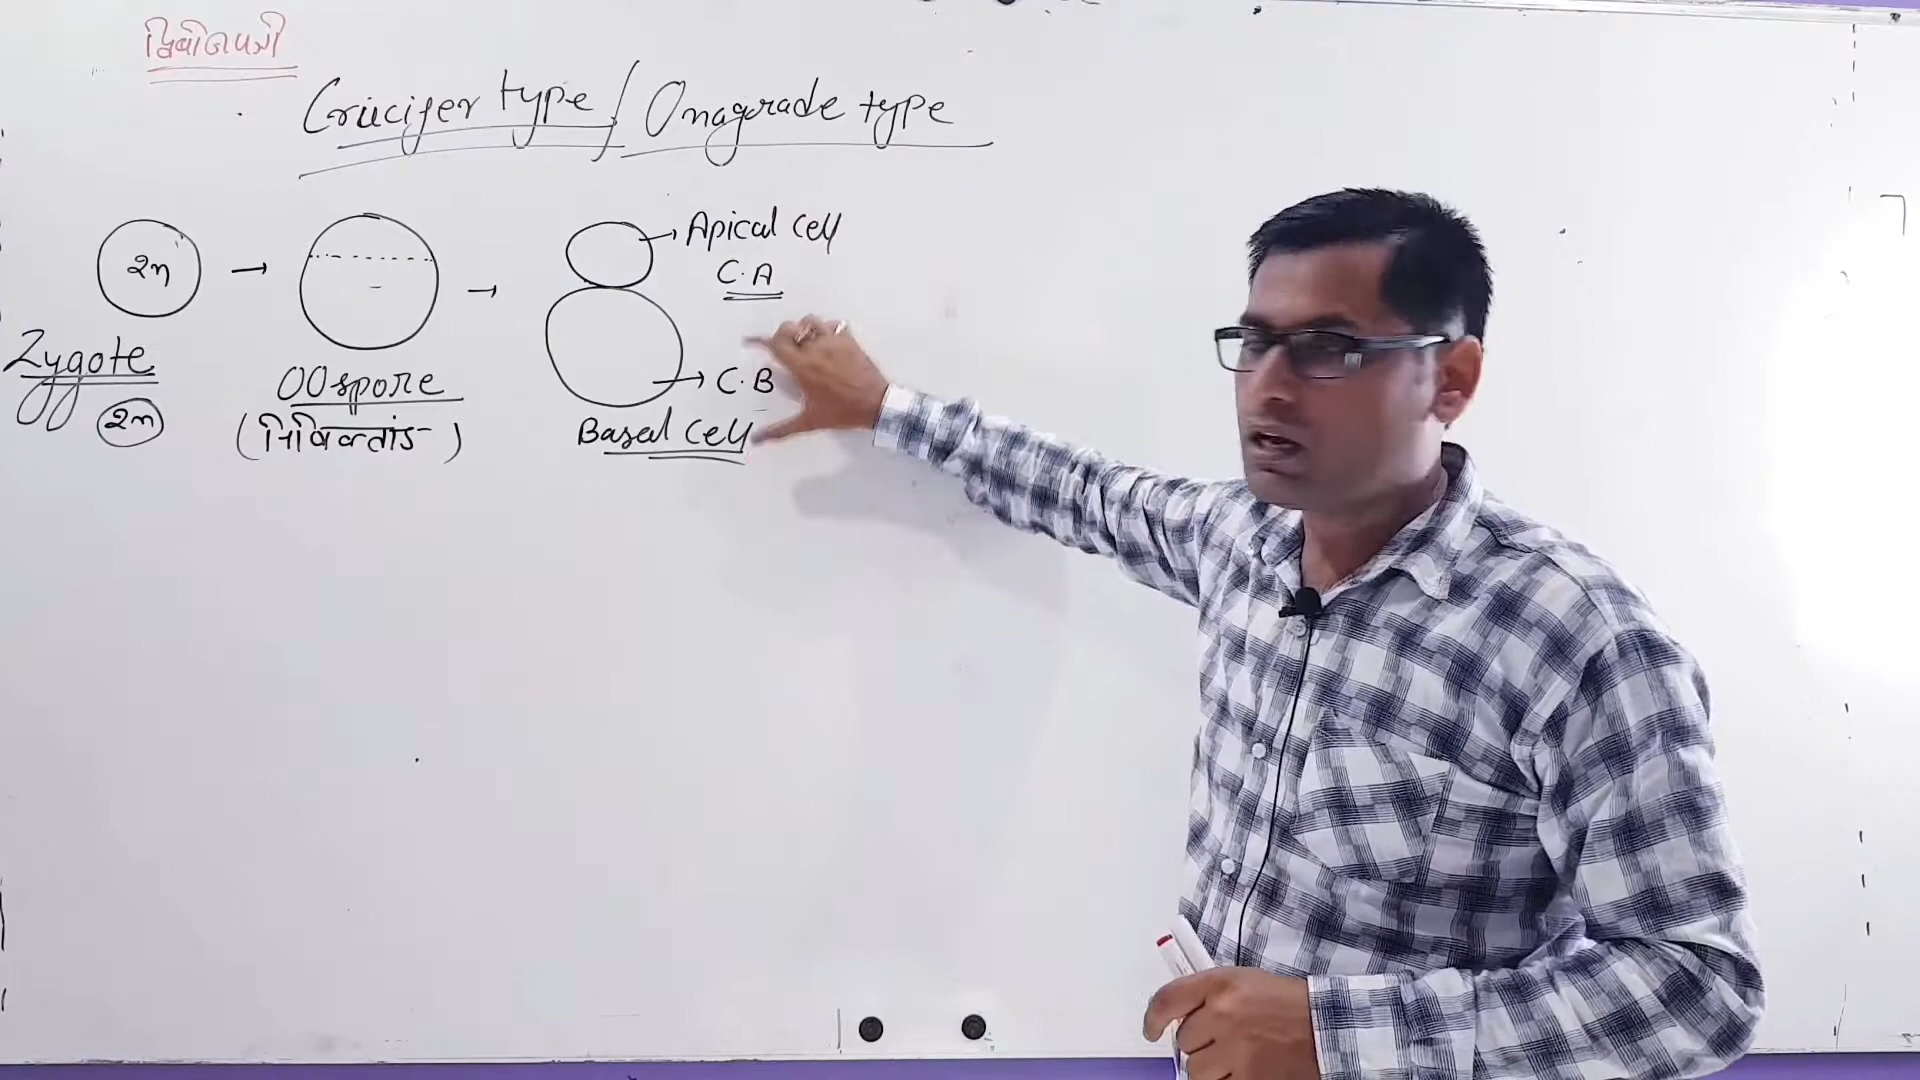 द्विबीजपत्री
Crucifer type / Onagrade type
2n
Zygote
2n
OOspore
(निषिक्तांड)
Apical Cell
C.A
C.B
Basal Cell